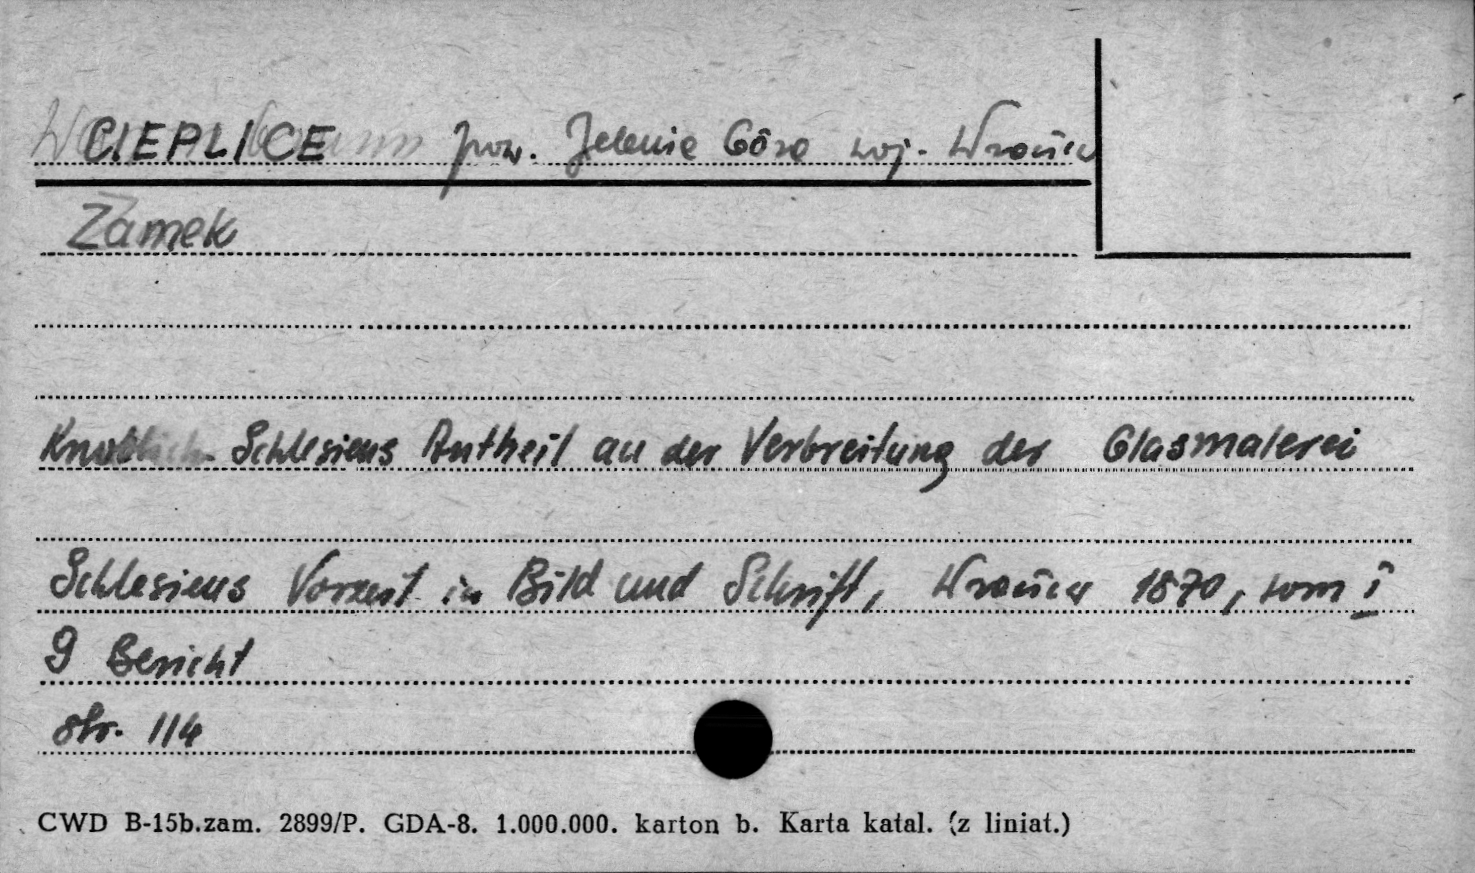 CIEPLICE pow. Jelenia Góra woj. Wrocław
Zamek
Knoblich Schlesiens Antheil an der Verbreitung der Glasmalerei
Schlesiens Vorzeit in Bild und Schrift, Wrocław 1870, tom I
9 Bericht
str. 114
CWD B-15b.zam. 2899/P. GDA-8. 1.000.000. karton b. Karta katal. (z liniat.)